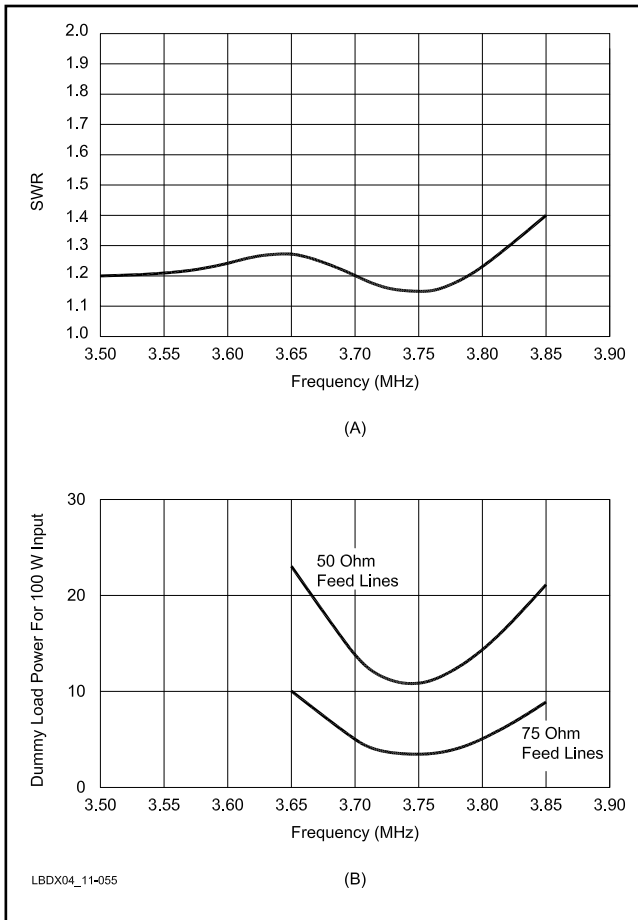 2.0
1.9
1.8
1.7
1.6
1.5
1.4
1.3
1.2
1.1
1.0
SWR
3.50 3.55 3.60 3.65 3.70 3.75 3.80 3.85 3.90
Frequency (MHz)
(A)
30
20
10
0
Dummy Load Power For 100 W Input
50 Ohm
Feed Lines
75 Ohm
Feed Lines
3.50 3.55 3.60 3.65 3.70 3.75 3.80 3.85 3.90
Frequency (MHz)
LBDX04_11-055
(B)